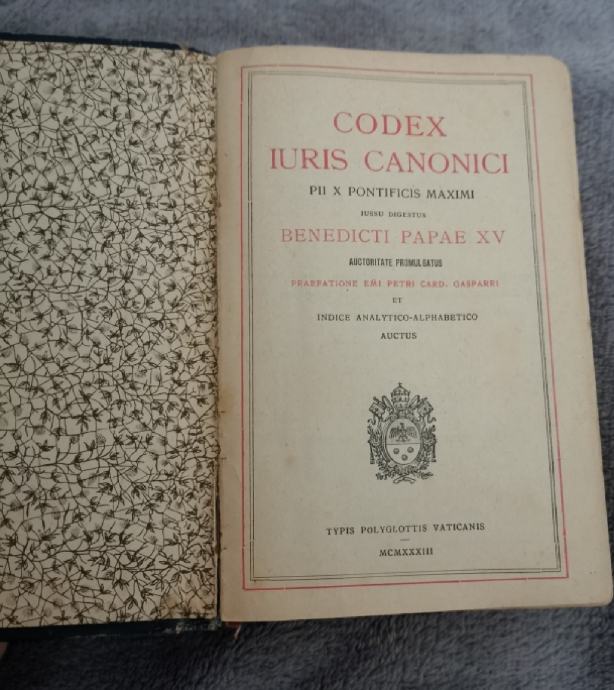 CODEX
IURIS CANONICI
PII X PONTIFICIS MAXIMI
IUSSU DIGESTUS
BENEDICTI PAPAE XV
AUCTORITATE PROMULGATUS
PRAEFATIONE EM̃I PETRI CARD. GASPARRI
ET
INDICE ANALYTICO-ALPHABETICO
AUCTUS
TYPIS POLYGLOTTIS VATICANIS
MCMXXXIII